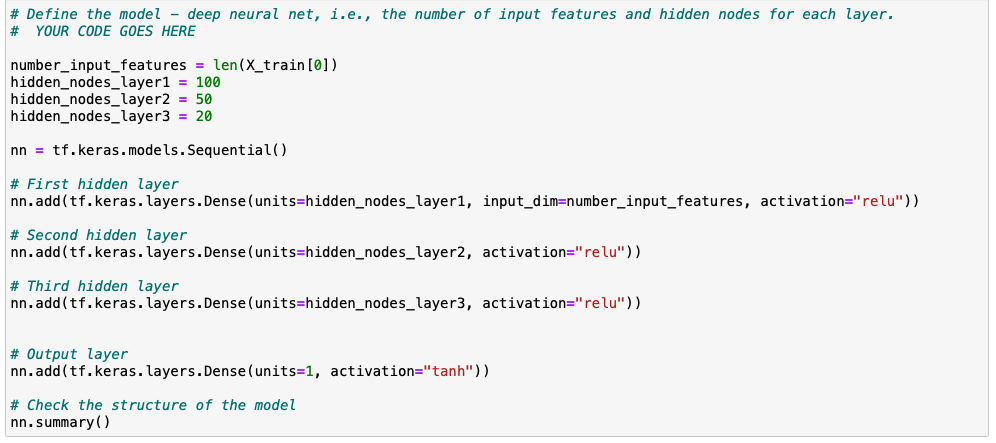 # Define the model – deep neural net, i.e., the number of input features and hidden nodes for each layer.
#  YOUR CODE GOES HERE
number_input_features = len(X_train[0])
hidden_nodes_layer1 = 100
hidden_nodes_layer2 = 50
hidden_nodes_layer3 = 20
nn = tf.keras.models.Sequential()
# First hidden layer
nn.add(tf.keras.layers.Dense(units=hidden_nodes_layer1, input_dim=number_input_features, activation="relu"))
# Second hidden layer
nn.add(tf.keras.layers.Dense(units=hidden_nodes_layer2, activation="relu"))
# Third hidden layer
nn.add(tf.keras.layers.Dense(units=hidden_nodes_layer3, activation="relu"))
# Output layer
nn.add(tf.keras.layers.Dense(units=1, activation="tanh"))
# Check the structure of the model
nn.summary()